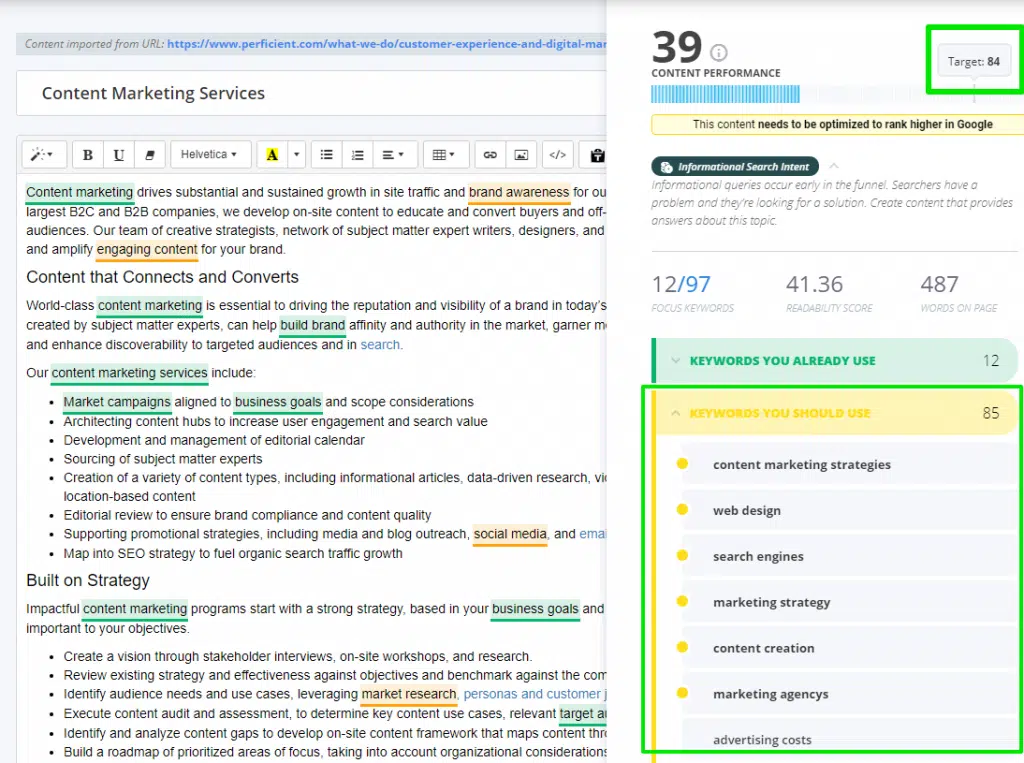 Content imported from URL: https://www.perficient.com/what-we-do/customer-experience-and-digital-mar
Content Marketing Services
B U Helvetica A </>
Content marketing drives substantial and sustained growth in site traffic and brand awareness for ou
largest B2C and B2B companies, we develop on-site content to educate and convert buyers and off-
audiences. Our team of creative strategists, network of subject matter expert writers, designers, and
and amplify engaging content for your brand.
Content that Connects and Converts
World-class content marketing is essential to driving the reputation and visibility of a brand in today's
created by subject matter experts, can help build brand affinity and authority in the market, garner m
and enhance discoverability to targeted audiences and in search.
Our content marketing services include:
Market campaigns aligned to business goals and scope considerations
Architecting content hubs to increase user engagement and search value
Development and management of editorial calendar
Sourcing of subject matter experts
Creation of a variety of content types, including informational articles, data-driven research, vi
location-based content
Editorial review to ensure brand compliance and content quality
Supporting promotional strategies, including media and blog outreach, social media, and emai
Map into SEO strategy to fuel organic search traffic growth
Built on Strategy
Impactful content marketing programs start with a strong strategy, based in your business goals and
important to your objectives.
Create a vision through stakeholder interviews, on-site workshops, and research.
Review existing strategy and effectiveness against objectives and benchmark against the com
Identify audience needs and use cases, leveraging market research, personas and customer j
Execute content audit and assessment, to determine key content use cases, relevant target au
Identify and analyze content gaps to develop on-site content framework that maps content thro
Build a roadmap of prioritized areas of focus, taking into account organizational considerations
39
CONTENT PERFORMANCE
Target: 84
This content needs to be optimized to rank higher in Google
Informational Search Intent
Informational queries occur early in the funnel. Searchers have a
problem and they're looking for a solution. Create content that provides
answers about this topic.
12/97 41.36 487
FOCUS KEYWORDS READABILITY SCORE WORDS ON PAGE
KEYWORDS YOU ALREADY USE 12
KEYWORDS YOU SHOULD USE 85
content marketing strategies
web design
search engines
marketing strategy
content creation
marketing agencys
advertising costs